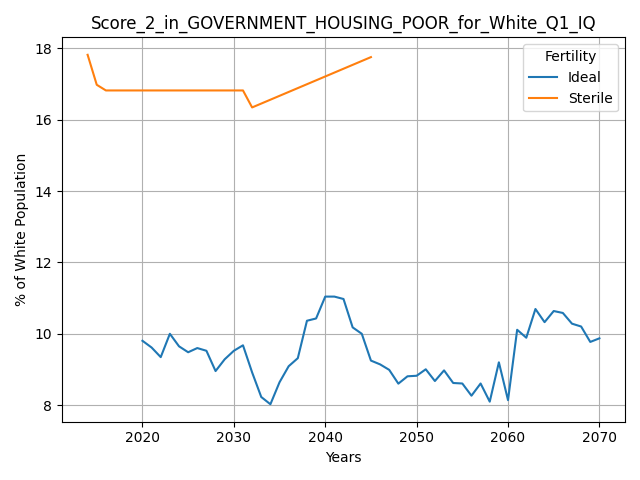 Score_2_in_GOVERNMENT_HOUSING_POOR_for_White_Q1_IQ
18
16
14
12
10
8
% of White Population
Fertility
Ideal
Sterile
2020 2030 2040 2050 2060 2070
Years